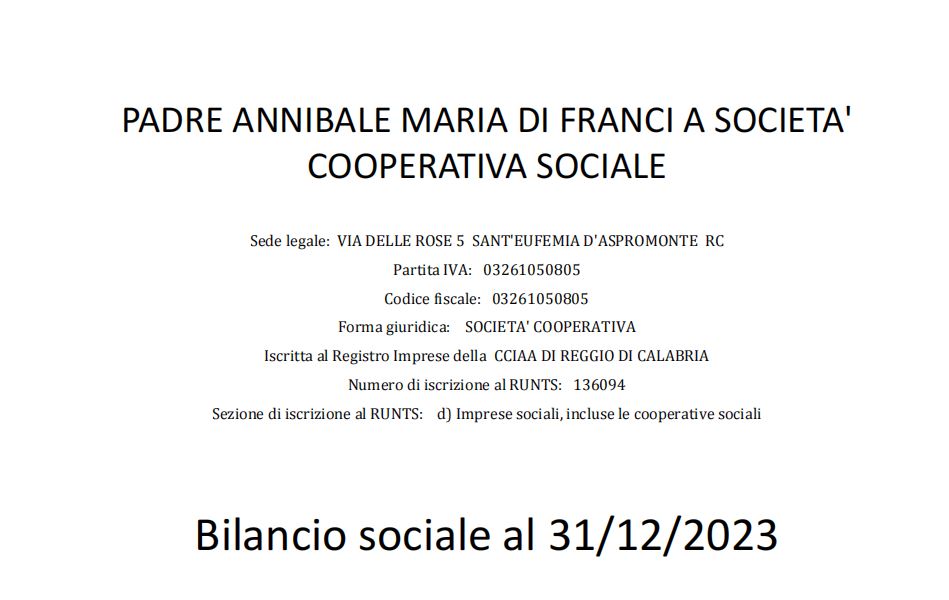 PADRE ANNIBALE MARIA DI FRANCI A SOCIETA'
COOPERATIVA SOCIALE
Sede legale: VIA DELLE ROSE 5 SANT'EUFEMIA D'ASPROMONTE RC
Partita IVA: 03261050805
Codice fiscale: 03261050805
Forma giuridica: SOCIETA' COOPERATIVA
Iscritta al Registro Imprese della CCIAA DI REGGIO DI CALABRIA
Numero di iscrizione al RUNTS: 136094
Sezione di iscrizione al RUNTS: d) Imprese sociali, incluse le cooperative sociali
Bilancio sociale al 31/12/2023